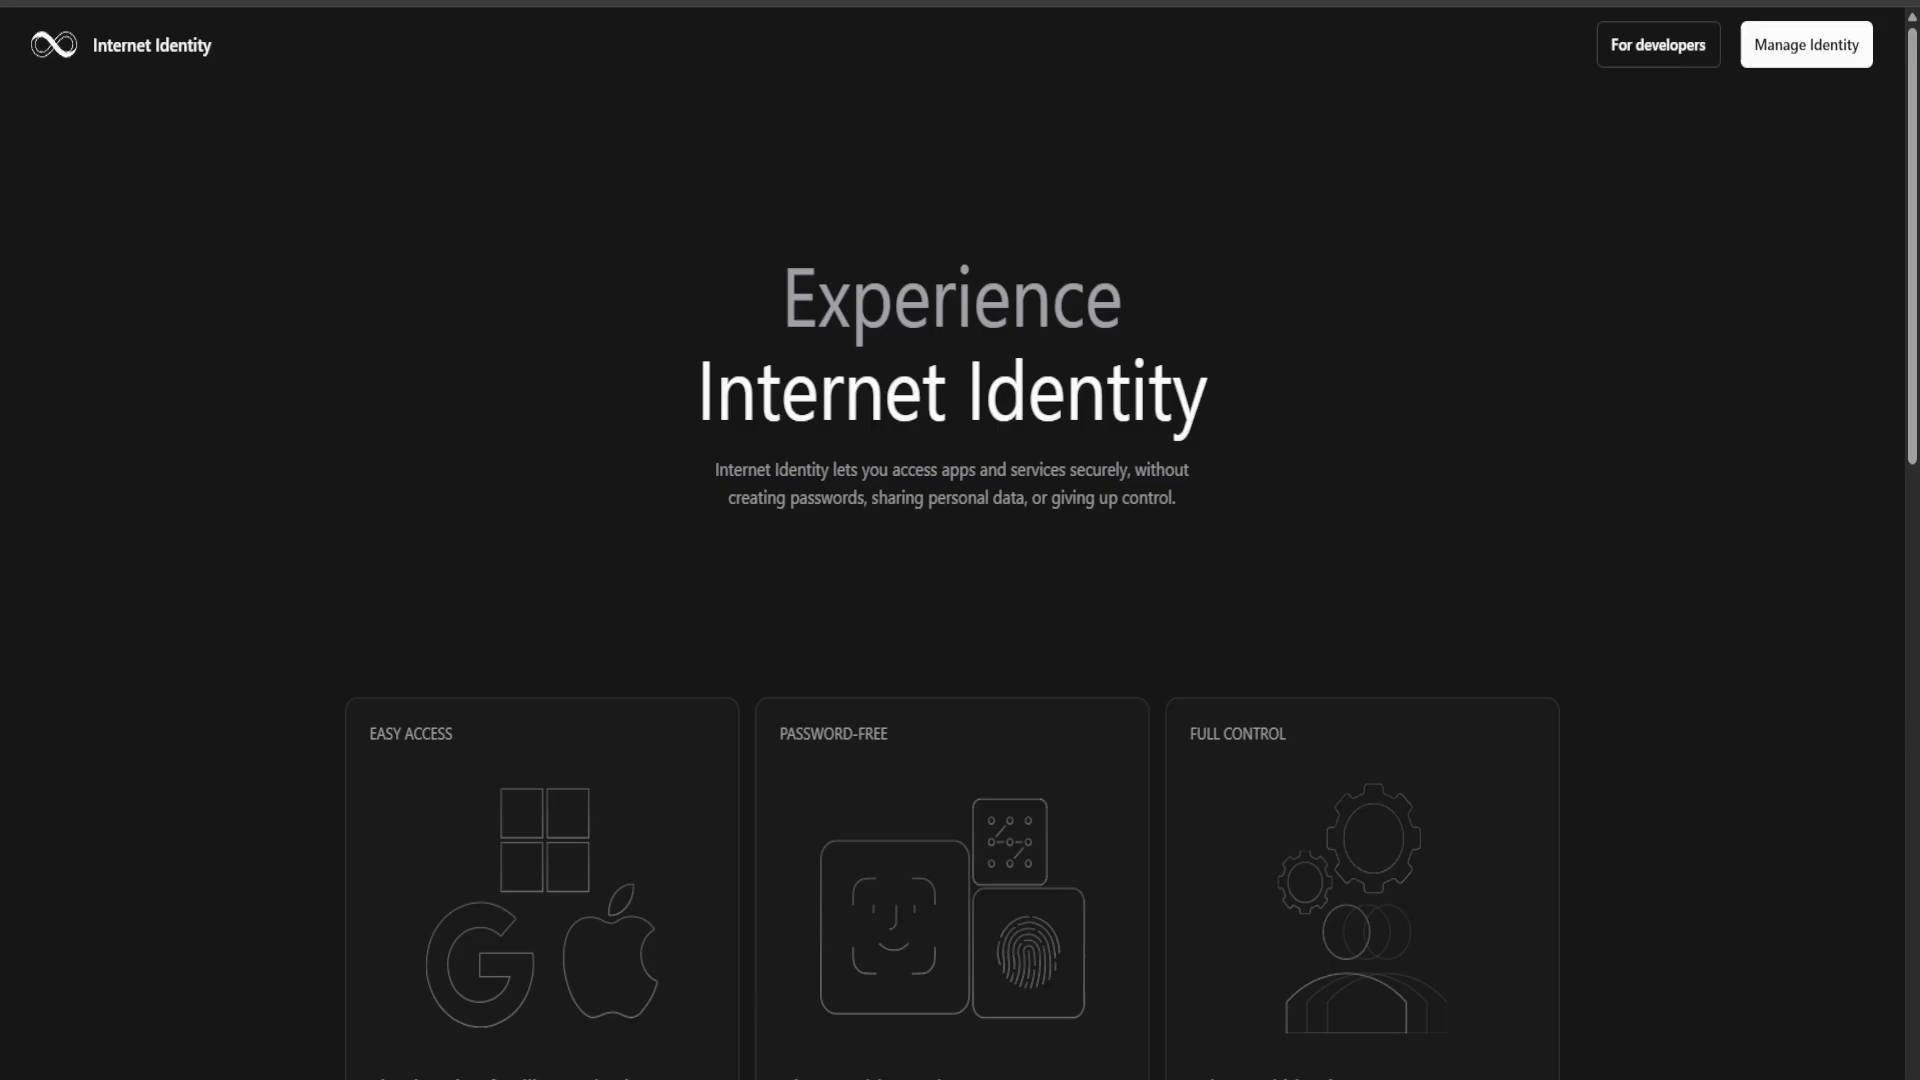 Internet Identity
For developers
Manage Identity
Experience
Internet Identity
Internet Identity lets you access apps and services securely, without
creating passwords, sharing personal data, or giving up control.
EASY ACCESS
PASSWORD-FREE
FULL CONTROL